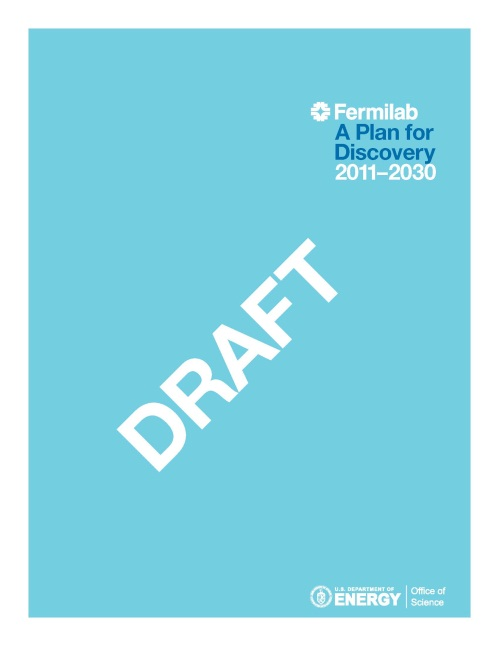 Fermilab
A Plan for
Discovery
2011–2030
DRAFT
U.S. DEPARTMENT OF
ENERGY
Office of
Science